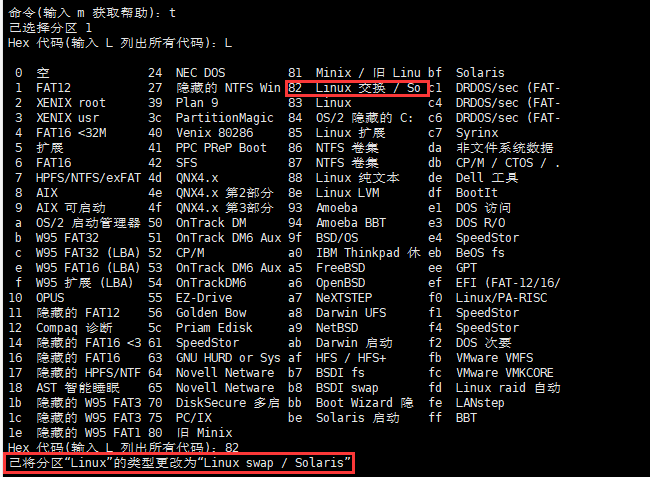 命令(输入 m 获取帮助)：t
已选择分区 1
Hex 代码(输入 L 列出所有代码)：L
0 空 24 NEC DOS 81 Minix / 旧 Linu bf Solaris
1 FAT12 27 隐藏的 NTFS Win 82 Linux 交换 / So c1 DRDOS/sec (FAT-
2 XENIX root 39 Plan 9 83 Linux c4 DRDOS/sec (FAT-
3 XENIX usr 3c PartitionMagic 84 OS/2 隐藏的 C: c6 DRDOS/sec (FAT-
4 FAT16 <32M 40 Venix 80286 85 Linux 扩展 c7 Syrinx
5 扩展 41 PPC PReP Boot 86 NTFS 卷集 da 非文件系统数据
6 FAT16 42 SFS 87 NTFS 卷集 db CP/M / CTOS / .
7 HPFS/NTFS/exFAT 4d QNX4.x 88 Linux 纯文本 de Dell 工具
8 AIX 4e QNX4.x 第2部分 8e Linux LVM df BootIt
9 AIX 可启动 4f QNX4.x 第3部分 93 Amoeba e1 DOS 访问
a OS/2 启动管理器 50 OnTrack DM 94 Amoeba BBT e3 DOS R/O
b W95 FAT32 51 OnTrack DM6 Aux 9f BSD/OS e4 SpeedStor
c W95 FAT32 (LBA) 52 CP/M a0 IBM Thinkpad 休 eb BeOS fs
e W95 FAT16 (LBA) 53 OnTrack DM6 Aux a5 FreeBSD ee GPT
f W95 扩展 (LBA) 54 OnTrackDM6 a6 OpenBSD ef EFI (FAT-12/16/
10 OPUS 55 EZ-Drive a7 NeXTSTEP f0 Linux/PA-RISC
11 隐藏的 FAT12 56 Golden Bow a8 Darwin UFS f1 SpeedStor
12 Compaq 诊断 5c Priam Edisk a9 NetBSD f4 SpeedStor
14 隐藏的 FAT16 <3 61 SpeedStor ab Darwin 启动 f2 DOS 次要
16 隐藏的 FAT16 63 GNU HURD or Sys af HFS / HFS+ fb VMware VMFS
17 隐藏的 HPFS/NTF 64 Novell Netware b7 BSDI fs fc VMware VMKCORE
18 AST 智能睡眠 65 Novell Netware b8 BSDI swap fd Linux raid 自动
1b 隐藏的 W95 FAT3 70 DiskSecure 多启 bb Boot Wizard 隐 fe LANstep
1c 隐藏的 W95 FAT3 75 PC/IX be Solaris 启动 ff BBT
1e 隐藏的 W95 FAT1 80 旧 Minix
Hex 代码(输入 L 列出所有代码)：82
已将分区“Linux”的类型更改为“Linux swap / Solaris”